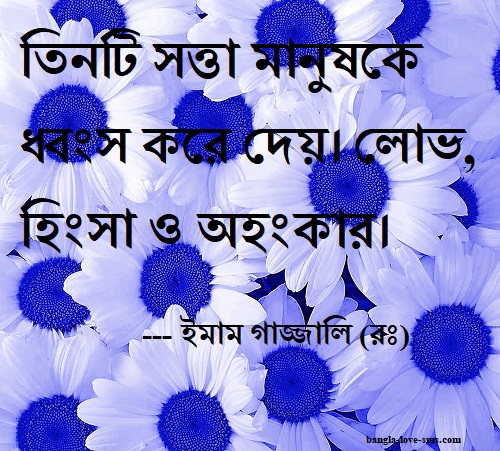 তিনটি সত্তা মানুষকে
ধ্বংস করে দেয়। লোভ,
হিংসা ও অহংকার।
--- ইমাম গাজ্জালি (রঃ)
bangla-love-sms.com